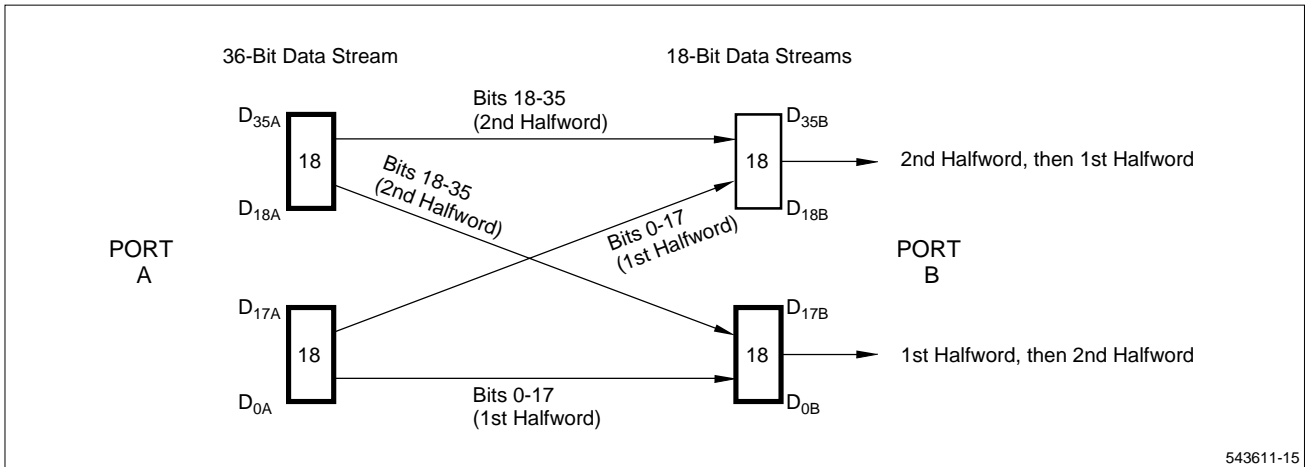 36-Bit Data Stream
18-Bit Data Streams
Bits 18-35
(2nd Halfword)
D35A
D35B
18
18
2nd Halfword, then 1st Halfword
Bits 18-35
(2nd Halfword)
D18A
D18B
Bits 0-17
(1st Halfword)
PORT
A
PORT
B
D17A
D17B
18
18
1st Halfword, then 2nd Halfword
D0A
D0B
Bits 0-17
(1st Halfword)
543611-15